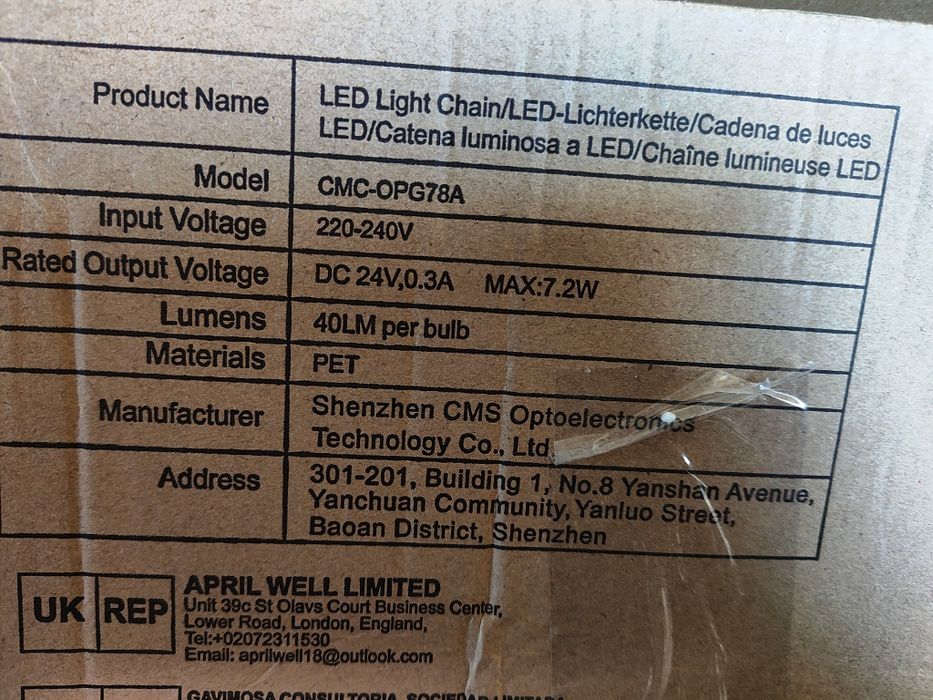 Product Name
LED Light Chain/LED-Lichterkette/Cadena de luces
LED/Catena luminosa a LED/Chaîne lumineuse LED
Model
CMC-OPG78A
Input Voltage
220-240V
Rated Output Voltage
DC 24V,0.3A MAX:7.2W
Lumens
40LM per bulb
Materials
PET
Manufacturer
Shenzhen CMS Optoelectronics
Technology Co., Ltd
Address
301-201, Building 1, No.8 Yanshan Avenue,
Yanchuan Community, Yanluo Street,
Baoan District, Shenzhen
UK REP
APRIL WELL LIMITED
Unit 39c St Olavs Court Business Center,
Lower Road, London, England,
Tel:+02072311530
Email: aprilwell18@outlook.com
GAVIMOSA CONSULTORIA, SOCIEDAD LIMITADA